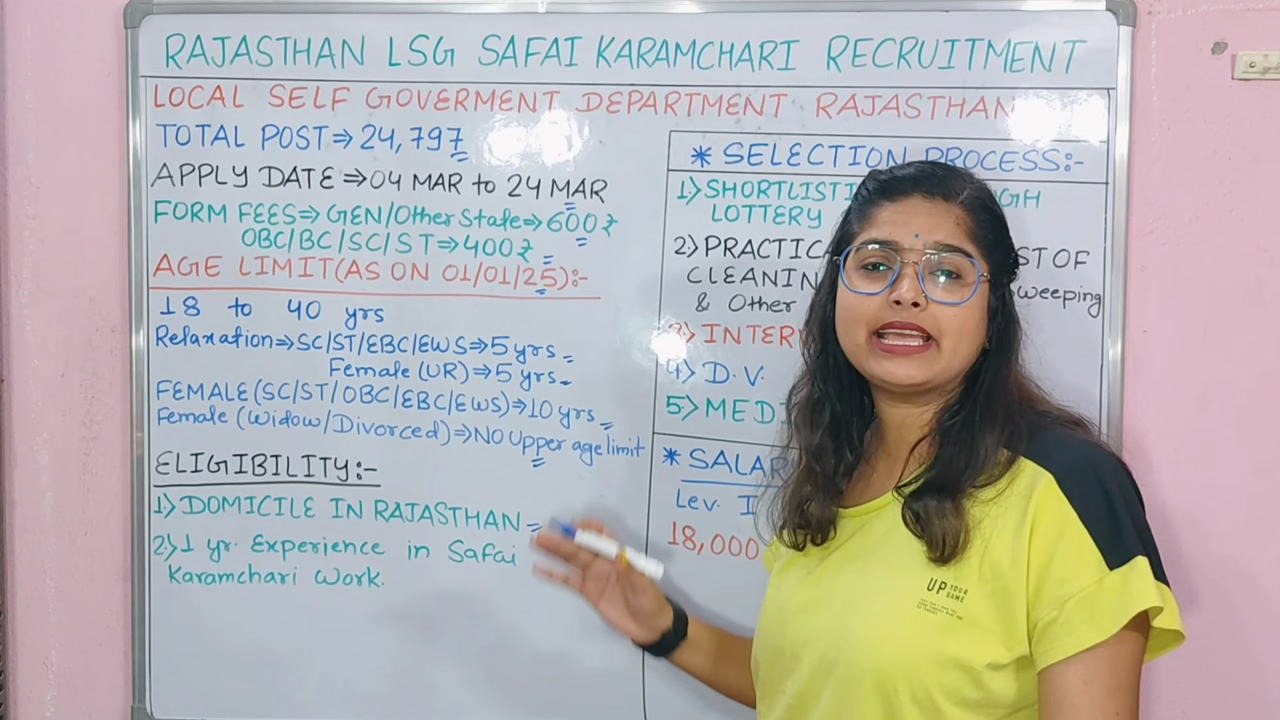 RAJASTHAN LSG SAFAI KARAMCHARI RECRUITMENT
LOCAL SELF GOVERMENT DEPARTMENT RAJASTHAN
TOTAL POST⇒24,797
APPLY DATE⇒04 MAR to 24 MAR
FORM FEES⇒GEN/Other State⇒600₹
OBC/BC/SC/ST⇒400₹
AGE LIMIT(AS ON 01/01/25):-
18 to 40 yrs
Relaxation⇒SC/ST/EBC/EWS⇒5 yrs
Female (UR)⇒5 yrs
FEMALE(SC/ST/OBC/EBC/EWS)⇒10 yrs
Female (Widow/Divorced)⇒NO Upper age limit
ELIGIBILITY:-
1.> DOMICILE IN RAJASTHAN
2.> 1 yr. Experience in Safai
Karamchari Work.
* SELECTION PROCESS:-
1.> SHORTLISTI GH
LOTTERY
2.> PRACTICA ST OF
CLEANIN Sweeping
& Other
3.> INTER
4.> D.V.
5.> MEDI
* SALAR
Lev. I
18,000
UP YOUR
GAME